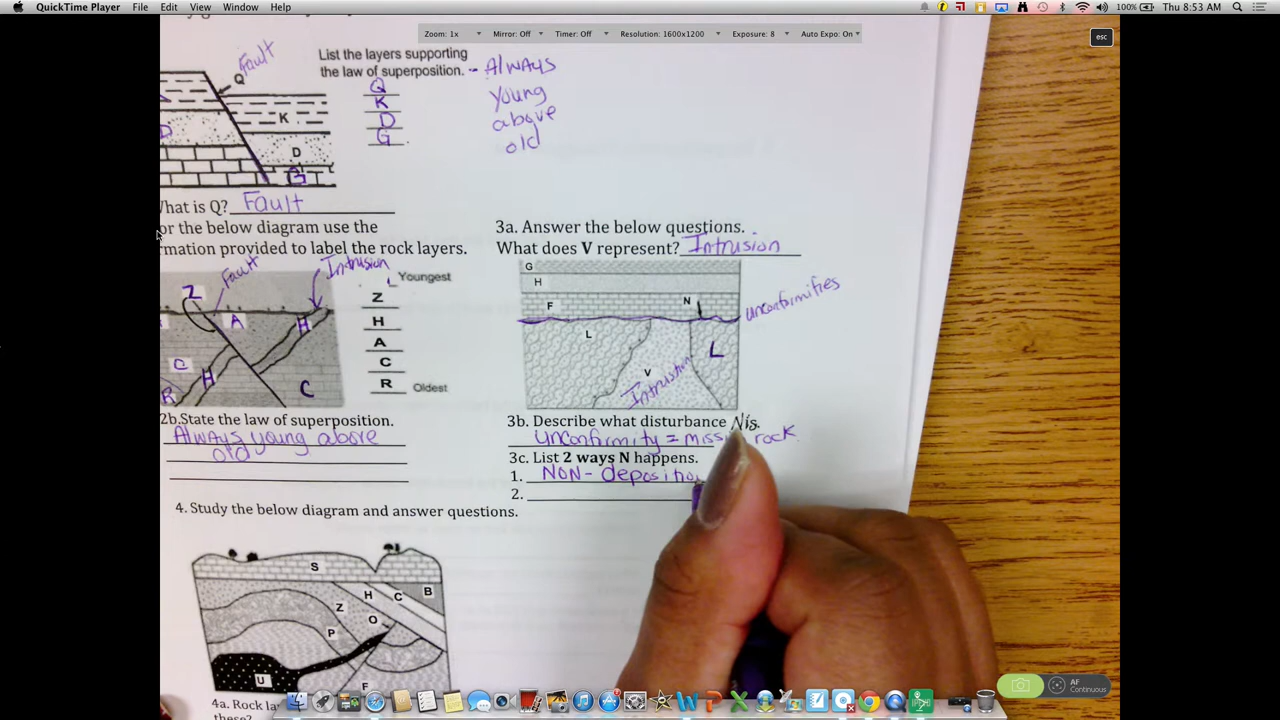 QuickTime Player File Edit View Window Help
100% Thu 8:53 AM
Zoom: 1x Mirror: Off Timer: Off Resolution: 1600x1200 Exposure: 8 Auto Expo: On
esc
Fault
Q
List the layers supporting
the law of superposition. - Always
young
above
old
Q
K
D
G
K
D
D
G
hat is Q? Fault
or the below diagram use the
rmation provided to label the rock layers.
Fault
Intrusion
Z
A
H
C
H
R
C
Youngest
Z
H
A
C
R Oldest
2b. State the law of superposition.
Always young above
old
3a. Answer the below questions.
What does V represent? Intrusion
G
H
F
N
unconformities
L
L
V
Intrusion
3b. Describe what disturbance N is.
unconfirmity = missi rock
3c. List 2 ways N happens.
1. NON-deposition
2.
4. Study the below diagram and answer questions.
S
H
C
B
Z
O
P
U
F
4a. Rock la
these?
AF
Continuous